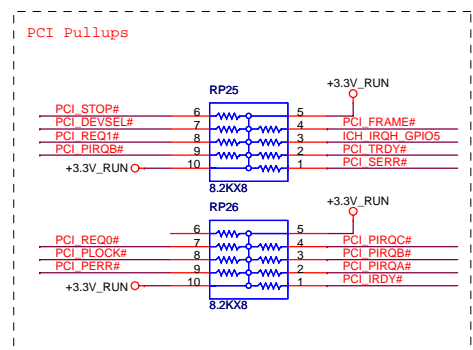 PCI Pullups
RP25
+3.3V_RUN
PCI_STOP# 6 5
PCI_DEVSEL# 7 4 PCI_FRAME#
PCI_REQ1# 8 3 ICH_IRQH_GPIO5
PCI_PIRQB# 9 2 PCI_TRDY#
+3.3V_RUN 10 1 PCI_SERR#
8.2KX8
RP26
+3.3V_RUN
6 5
PCI_REQ0# 7 4 PCI_PIRQC#
PCI_PLOCK# 8 3 PCI_PIRQB#
PCI_PERR# 9 2 PCI_PIRQA#
+3.3V_RUN 10 1 PCI_IRDY#
8.2KX8